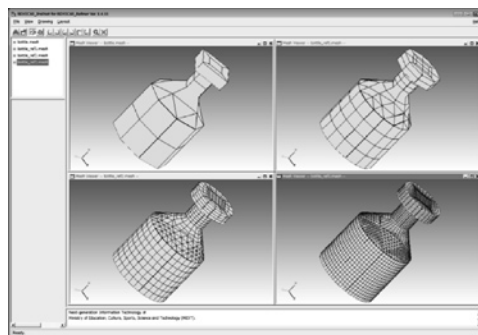 File View Drawing Layout
bottle.mesh
bottle_ref1.mesh
bottle_ref2.mesh
bottle_ref3.mesh
Mesh Viewer -- bottle.mesh --
Mesh Viewer -- bottle_ref1.mesh --
Mesh Viewer -- bottle_ref2.mesh --
Mesh Viewer -- bottle_ref3.mesh --
Next-generation Information Technology
Ministry of Education, Culture, Sports, Science and Technology (MEXT).
Ready